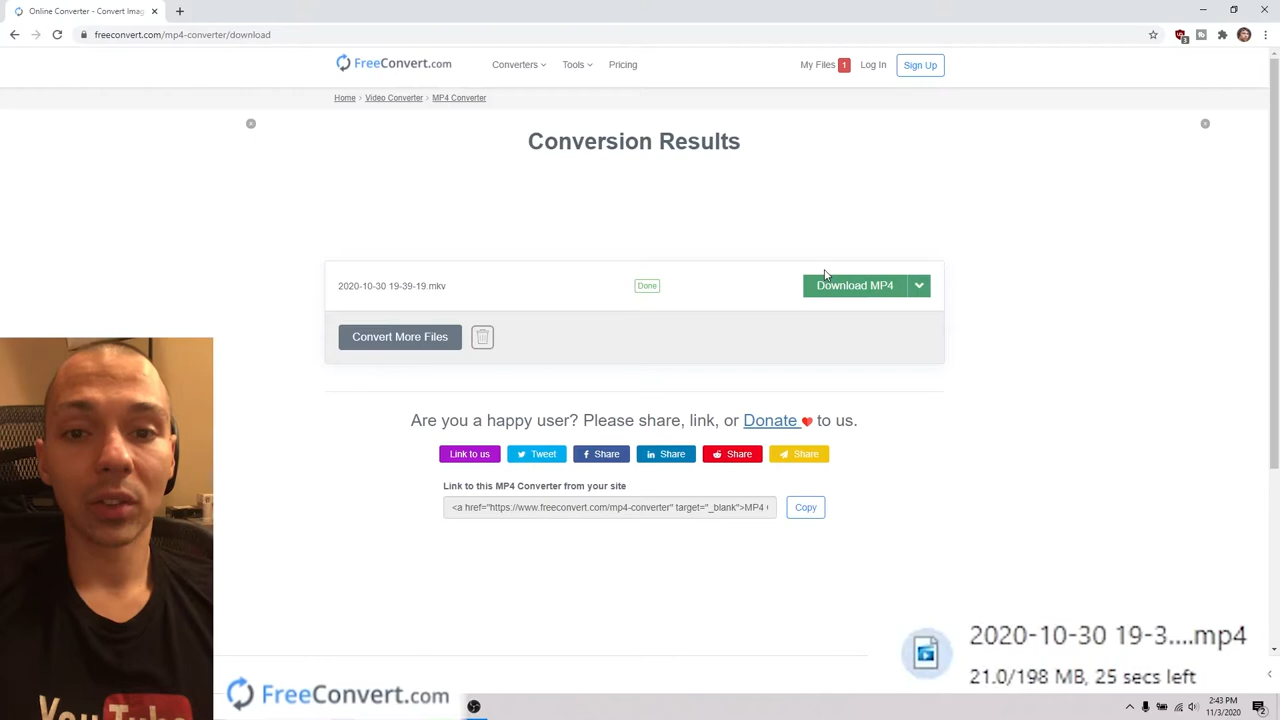 Online Converter - Convert Imag
freeconvert.com/mp4-converter/download
3
FreeConvert.com
Converters
Tools
Pricing
My Files 1
Log In
Sign Up
Home > Video Converter > MP4 Converter
Conversion Results
2020-10-30 19-39-19.mkv
Done
Download MP4
Convert More Files
Are you a happy user? Please share, link, or Donate ❤ to us.
Link to us
Tweet
Share
Share
Share
Share
Link to this MP4 Converter from your site
<a href="https://www.freeconvert.com/mp4-converter" target="_blank">MP4
Copy
2020-10-30 19-3....mp4
21.0/198 MB, 25 secs left
FreeConvert.com
YouTube
2:43 PM
11/3/2020
2